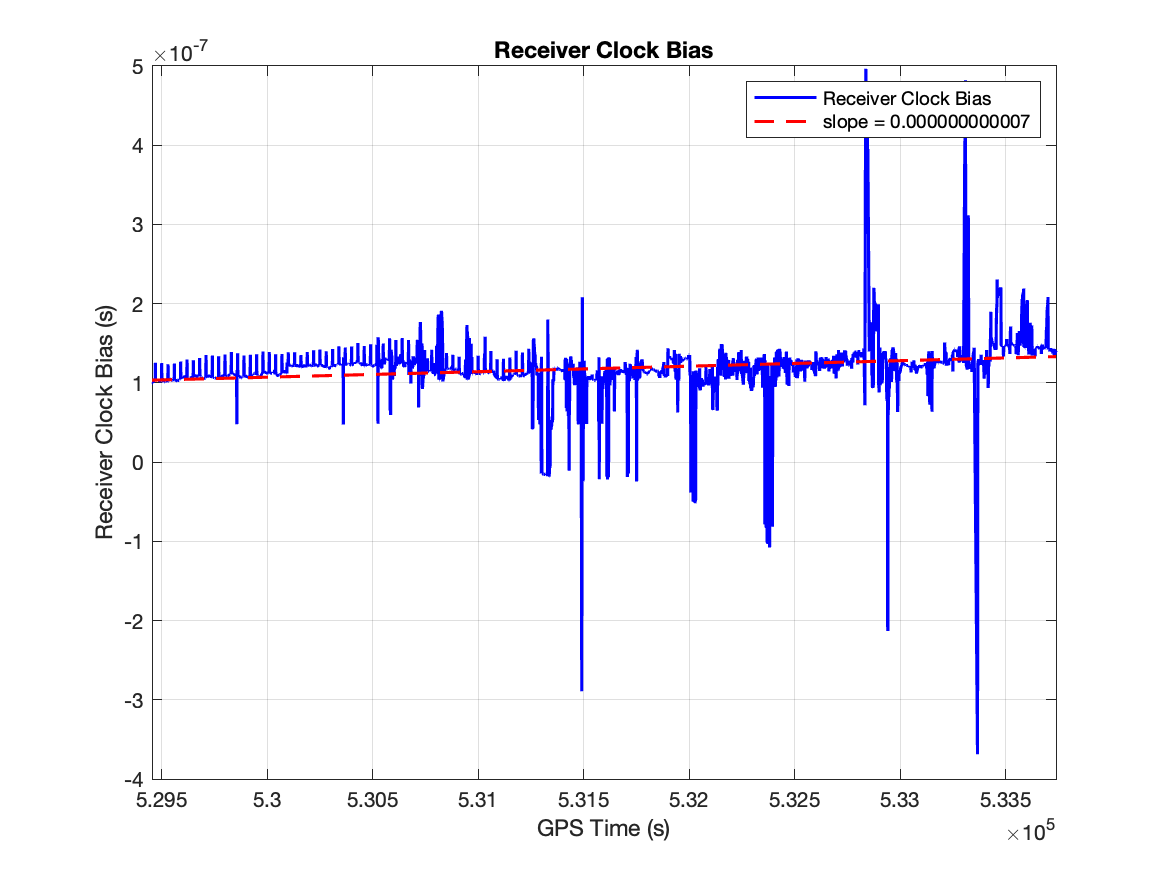 ×10-7
Receiver Clock Bias
5
4
3
2
1
0
-1
-2
-3
-4
Receiver Clock Bias (s)
Receiver Clock Bias
slope = 0.000000000007
5.295 5.3 5.305 5.31 5.315 5.32 5.325 5.33 5.335
GPS Time (s)
×105